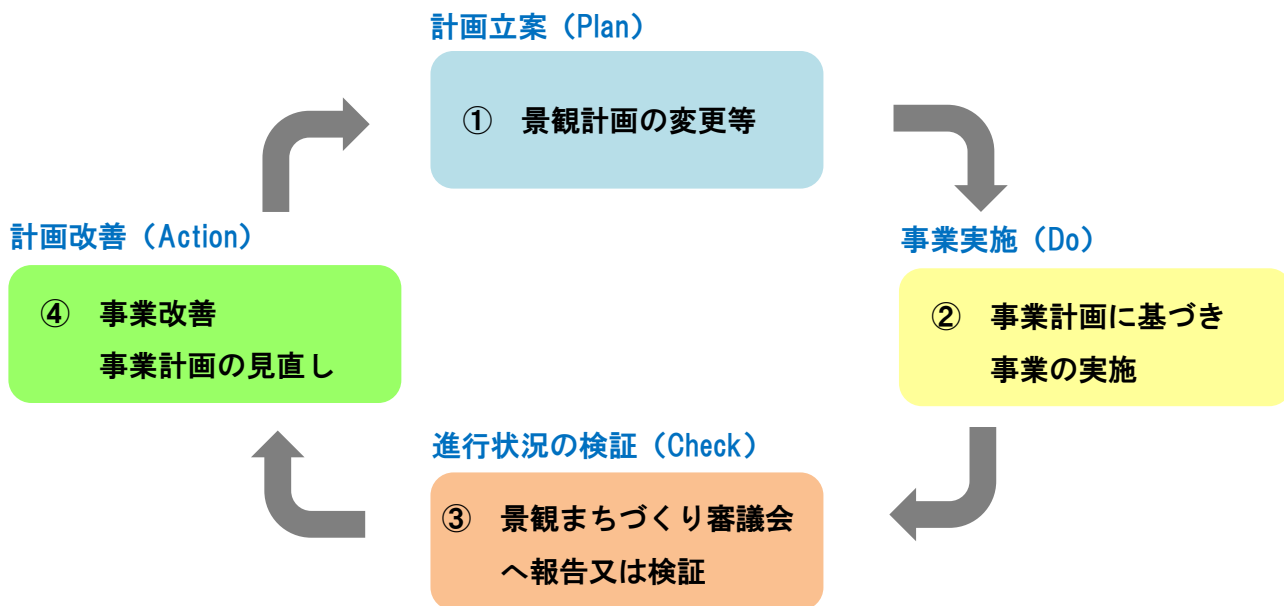 計画立案（Plan）
① 景観計画の変更等
事業実施（Do）
② 事業計画に基づき
事業の実施
進行状況の検証（Check）
③ 景観まちづくり審議会
へ報告又は検証
計画改善（Action）
④ 事業改善
事業計画の見直し